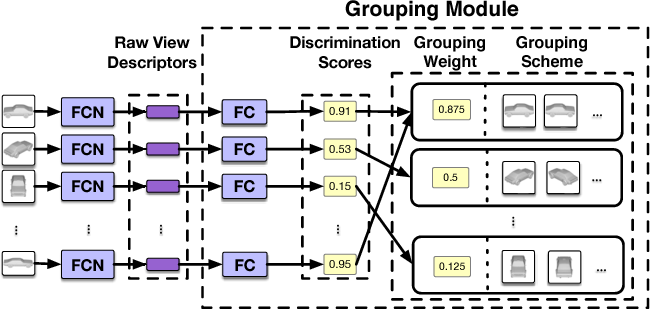 Grouping Module
Raw View
Descriptors
Discrimination
Scores
Grouping
Weight
Grouping
Scheme
FCN
FC
0.91
0.875
...
FCN
FC
0.53
0.5
...
FCN
FC
0.15
...
...
...
...
...
FCN
FC
0.95
0.125
...